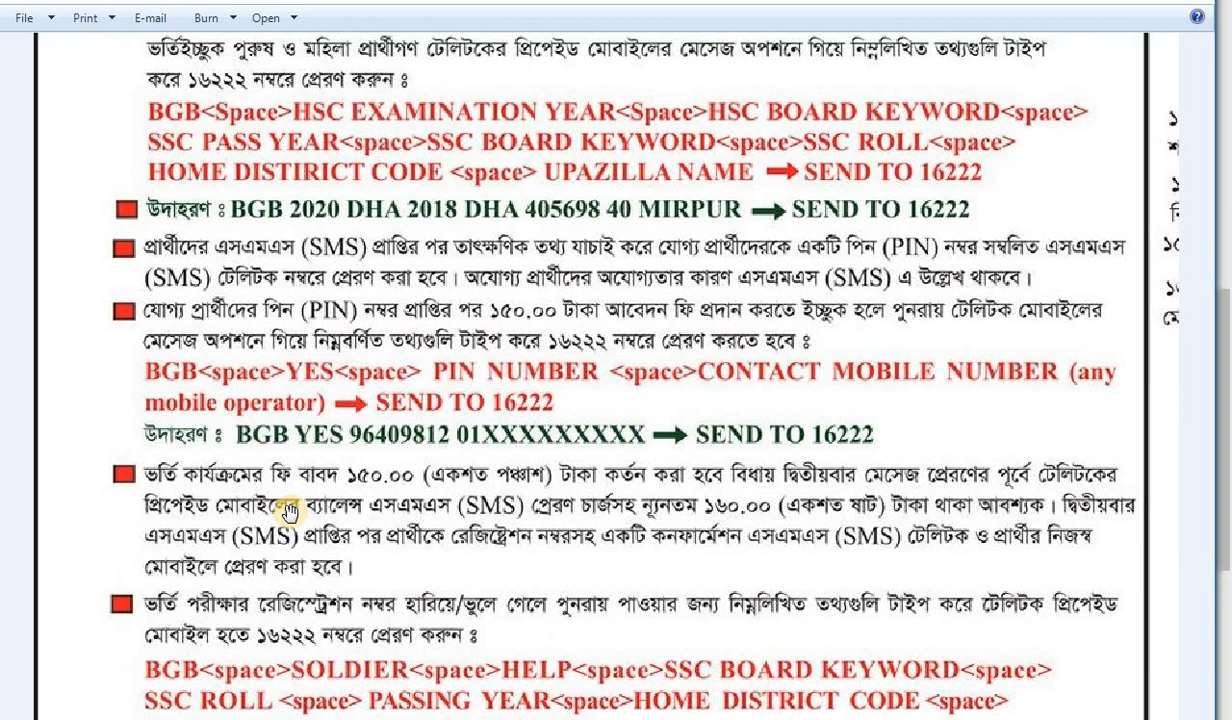 File Print E-mail Burn Open
ভর্তিইচ্ছুক পুরুষ ও মহিলা প্রার্থীগণ টেলিটকের প্রিপেইড মোবাইলের মেসেজ অপশনে গিয়ে নিম্নলিখিত তথ্যগুলি টাইপ
করে ১৬২২২ নম্বরে প্রেরণ করুন ঃ
BGB<Space>HSC EXAMINATION YEAR<Space>HSC BOARD KEYWORD<space>
SSC PASS YEAR<space>SSC BOARD KEYWORD<space>SSC ROLL<space>
HOME DISTIRICT CODE <space> UPAZILLA NAME ➡ SEND TO 16222
উদাহরণ ঃ BGB 2020 DHA 2018 DHA 405698 40 MIRPUR ➡ SEND TO 16222
প্রার্থীদের এসএমএস (SMS) প্রাপ্তির পর তাৎক্ষণিক তথ্য যাচাই করে যোগ্য প্রার্থীদেরকে একটি পিন (PIN) নম্বর সম্বলিত এসএমএস
(SMS) টেলিটক নম্বরে প্রেরণ করা হবে। অযোগ্য প্রার্থীদের অযোগ্যতার কারণ এসএমএস (SMS) এ উল্লেখ থাকবে।
যোগ্য প্রার্থীদের পিন (PIN) নম্বর প্রাপ্তির পর ১৫০.০০ টাকা আবেদন ফি প্রদান করতে ইচ্ছুক হলে পুনরায় টেলিটক মোবাইলের
মেসেজ অপশনে গিয়ে নিম্নবর্ণিত তথ্যগুলি টাইপ করে ১৬২২২ নম্বরে প্রেরণ করতে হবে ঃ
BGB<space>YES<space> PIN NUMBER <space>CONTACT MOBILE NUMBER (any
mobile operator) ➡ SEND TO 16222
উদাহরণ ঃ BGB YES 96409812 01XXXXXXXXX ➡ SEND TO 16222
ভর্তি কার্যক্রমের ফি বাবদ ১৫০.০০ (একশত পঞ্চাশ) টাকা কর্তন করা হবে বিধায় দ্বিতীয়বার মেসেজ প্রেরণের পূর্বে টেলিটকের
প্রিপেইড মোবাইলের ব্যালেন্স এসএমএস (SMS) প্রেরণ চার্জসহ ন্যূনতম ১৬০.০০ (একশত ষাট) টাকা থাকা আবশ্যক। দ্বিতীয়বার
এসএমএস (SMS) প্রাপ্তির পর প্রার্থীকে রেজিষ্ট্রেশন নম্বরসহ একটি কনফার্মেশন এসএমএস (SMS) টেলিটক ও প্রার্থীর নিজস্ব
মোবাইলে প্রেরণ করা হবে।
ভর্তি পরীক্ষার রেজিস্ট্রেশন নম্বর হারিয়ে/ভুলে গেলে পুনরায় পাওয়ার জন্য নিম্নলিখিত তথ্যগুলি টাইপ করে টেলিটক প্রিপেইড
মোবাইল হতে ১৬২২২ নম্বরে প্রেরণ করুন ঃ
BGB<space>SOLDIER<space>HELP<space>SSC BOARD KEYWORD<space>
SSC ROLL <space> PASSING YEAR<space>HOME DISTRICT CODE <space>